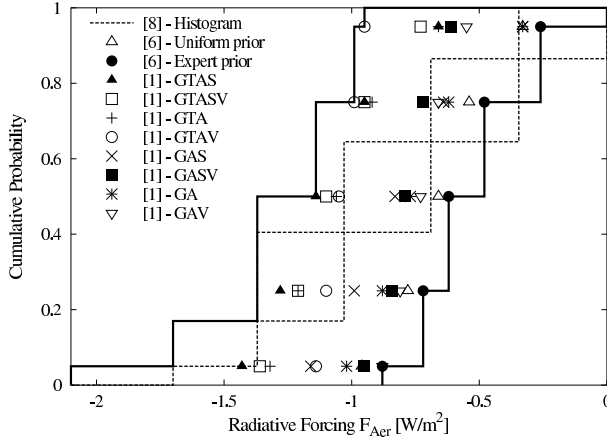 [8] - Histogram
[6] - Uniform prior
[6] - Expert prior
[1] - GTAS
[1] - GTASV
[1] - GTA
[1] - GTAV
[1] - GAS
[1] - GASV
[1] - GA
[1] - GAV
Cumulative Probability
1
0.8
0.6
0.4
0.2
0
-2
-1.5
-1
-0.5
0
Radiative Forcing F_Aer [W/m²]